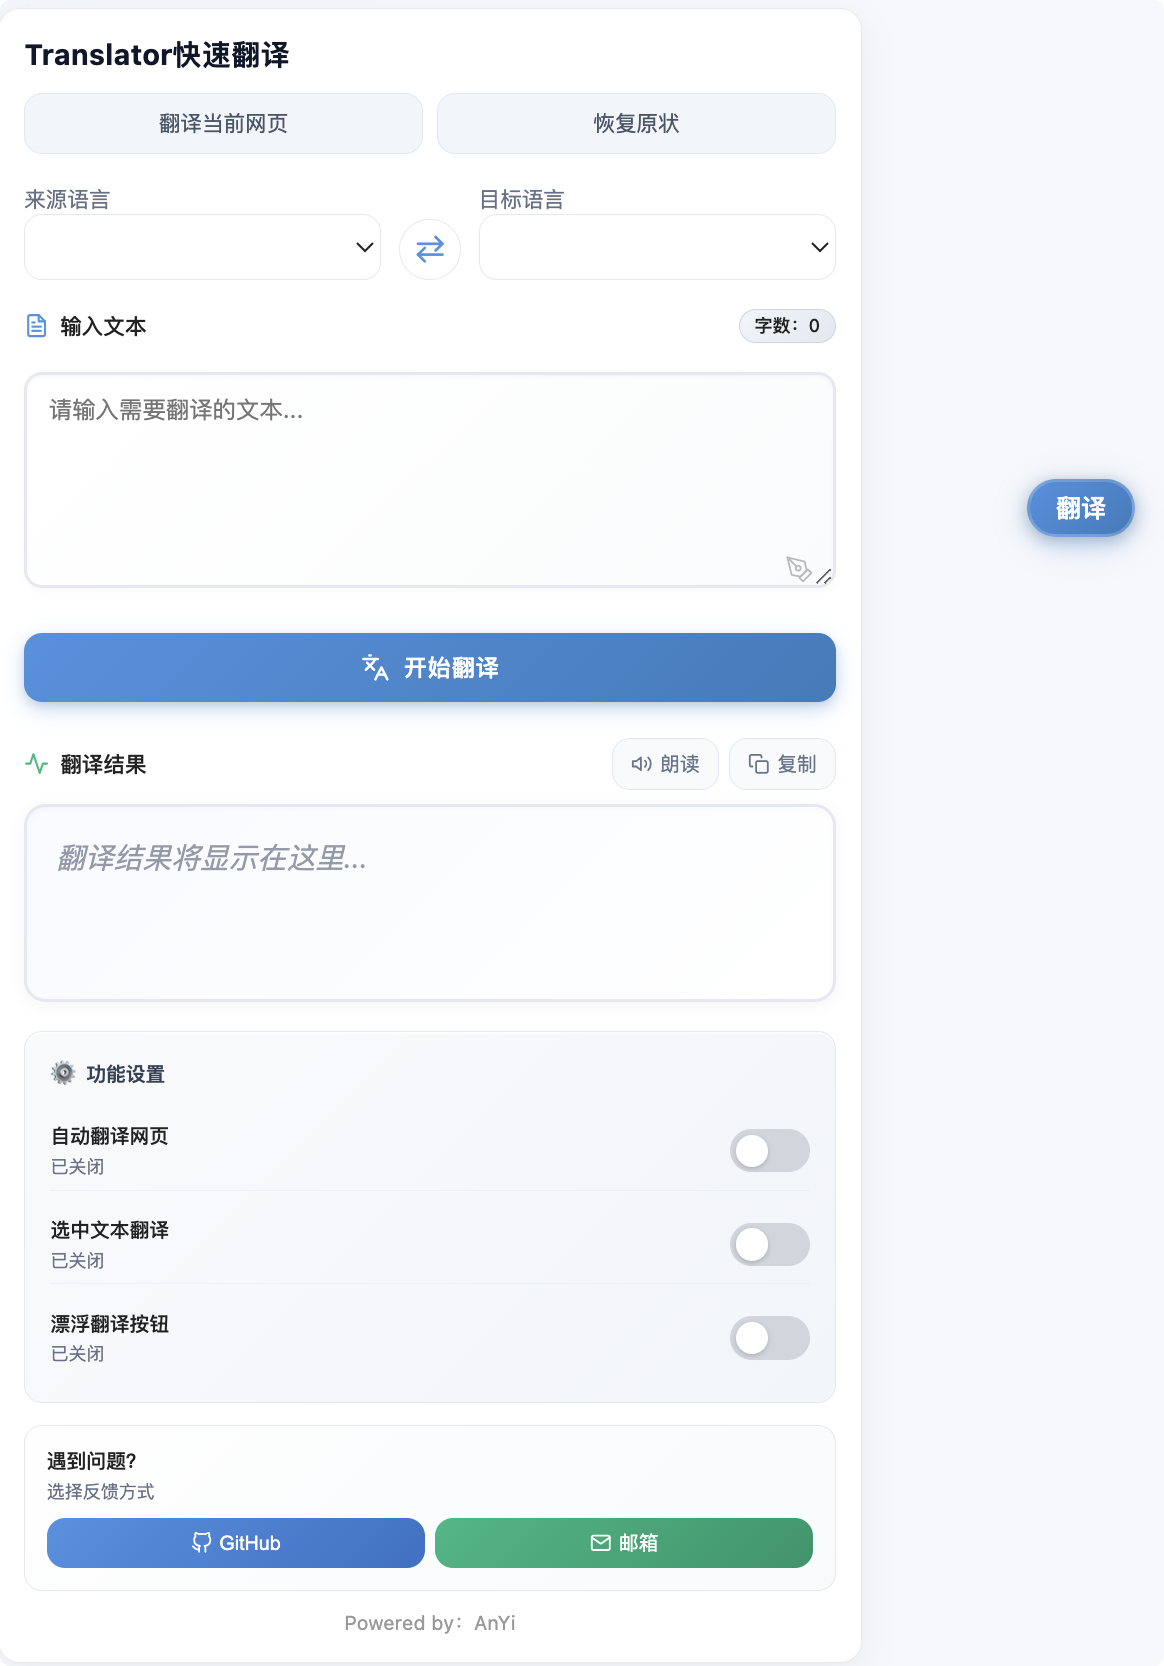 Translator快速翻译
翻译当前网页
恢复原状
来源语言
目标语言
输入文本
字数：0
请输入需要翻译的文本...
翻译
开始翻译
翻译结果
朗读
复制
翻译结果将显示在这里...
功能设置
自动翻译网页
已关闭
选中文本翻译
已关闭
漂浮翻译按钮
已关闭
遇到问题?
选择反馈方式
GitHub
邮箱
Powered by：AnYi